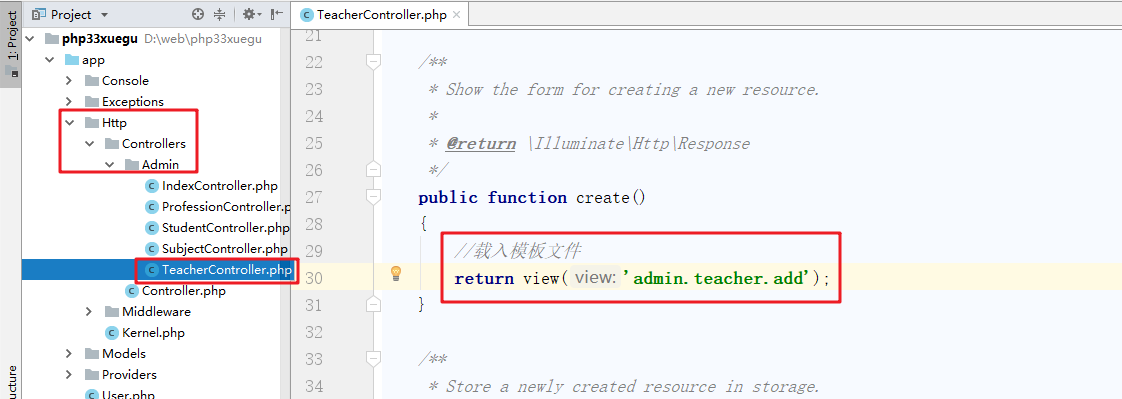 1: Project
ucture
Project
php33xuegu D:\web\php33xuegu
app
Console
Exceptions
Http
Controllers
Admin
IndexController.php
ProfessionController.p
StudentController.php
SubjectController.php
TeacherController.php
Controller.php
Middleware
Kernel.php
Models
Providers
User.php
TeacherController.php
21
22 /**
23 * Show the form for creating a new resource.
24 *
25 * @return \Illuminate\Http\Response
26 */
27 public function create()
28 {
29 //载入模板文件
30 return view( view: 'admin.teacher.add');
31 }
32
33 /**
34 * Store a newly created resource in storage.